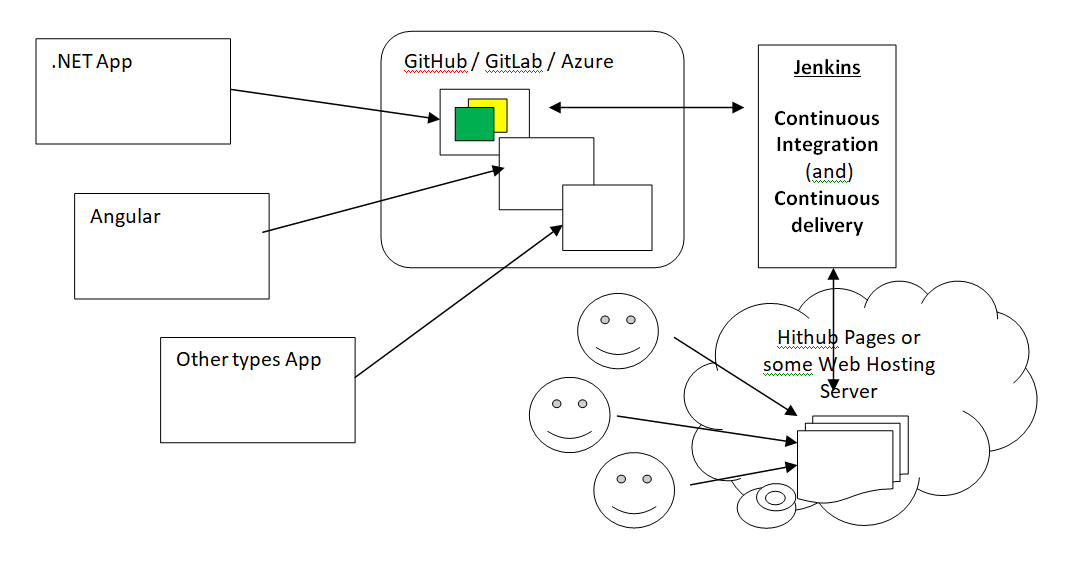 .NET App
GitHub / GitLab / Azure
Jenkins
Continuous
Integration
(and)
Continuous
delivery
Angular
Other types App
Hithub Pages or
some Web Hosting
Server